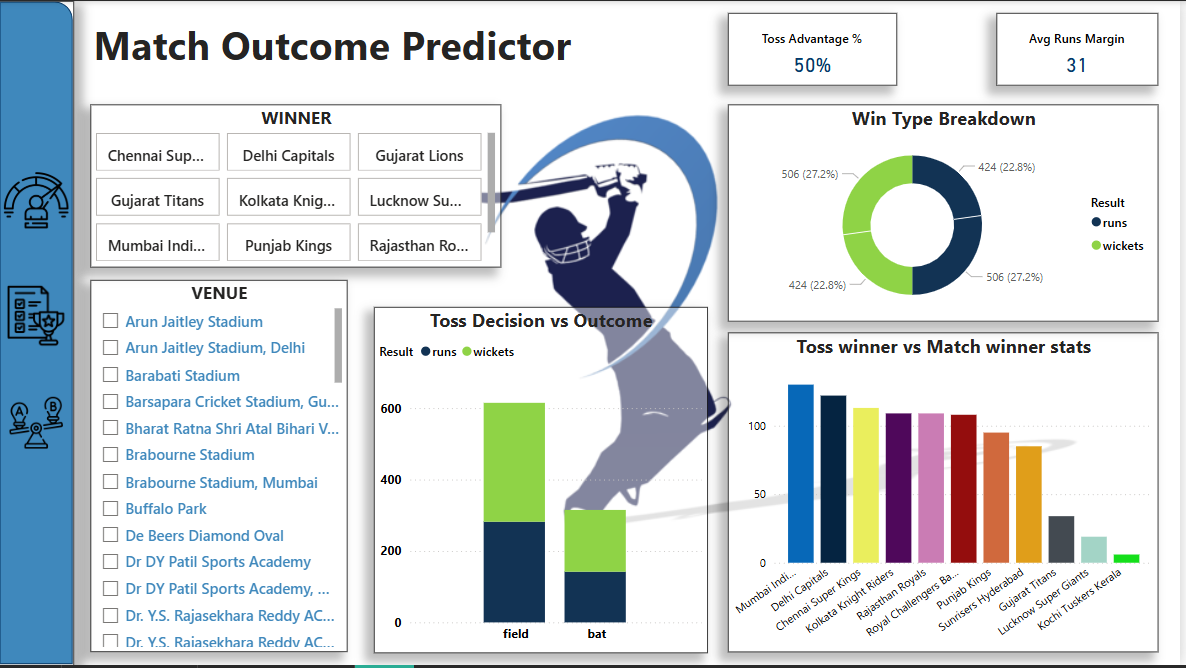 Match Outcome Predictor
Toss Advantage %
50%
Avg Runs Margin
31
WINNER
Chennai Sup...
Delhi Capitals
Gujarat Lions
Gujarat Titans
Kolkata Knig...
Lucknow Su...
Mumbai Indi...
Punjab Kings
Rajasthan Ro...
VENUE
Arun Jaitley Stadium
Arun Jaitley Stadium, Delhi
Barabati Stadium
Barsapara Cricket Stadium, Gu...
Bharat Ratna Shri Atal Bihari V...
Brabourne Stadium
Brabourne Stadium, Mumbai
Buffalo Park
De Beers Diamond Oval
Dr DY Patil Sports Academy
Dr DY Patil Sports Academy, ...
Dr. Y.S. Rajasekhara Reddy AC...
Dr. Y.S. Rajasekhara Reddy AC...
A
B
Toss Decision vs Outcome
Result runs wickets
600
400
200
0
field
bat
Win Type Breakdown
506 (27.2%)
424 (22.8%)
424 (22.8%)
506 (27.2%)
Result
runs
wickets
Toss winner vs Match winner stats
100
50
0
Mumbai Indi...
Delhi Capitals
Chennai Super Kings
Kolkata Knight Riders
Rajasthan Royals
Royal Challengers Ba...
Punjab Kings
Sunrisers Hyderabad
Gujarat Titans
Lucknow Super Giants
Kochi Tuskers Kerala